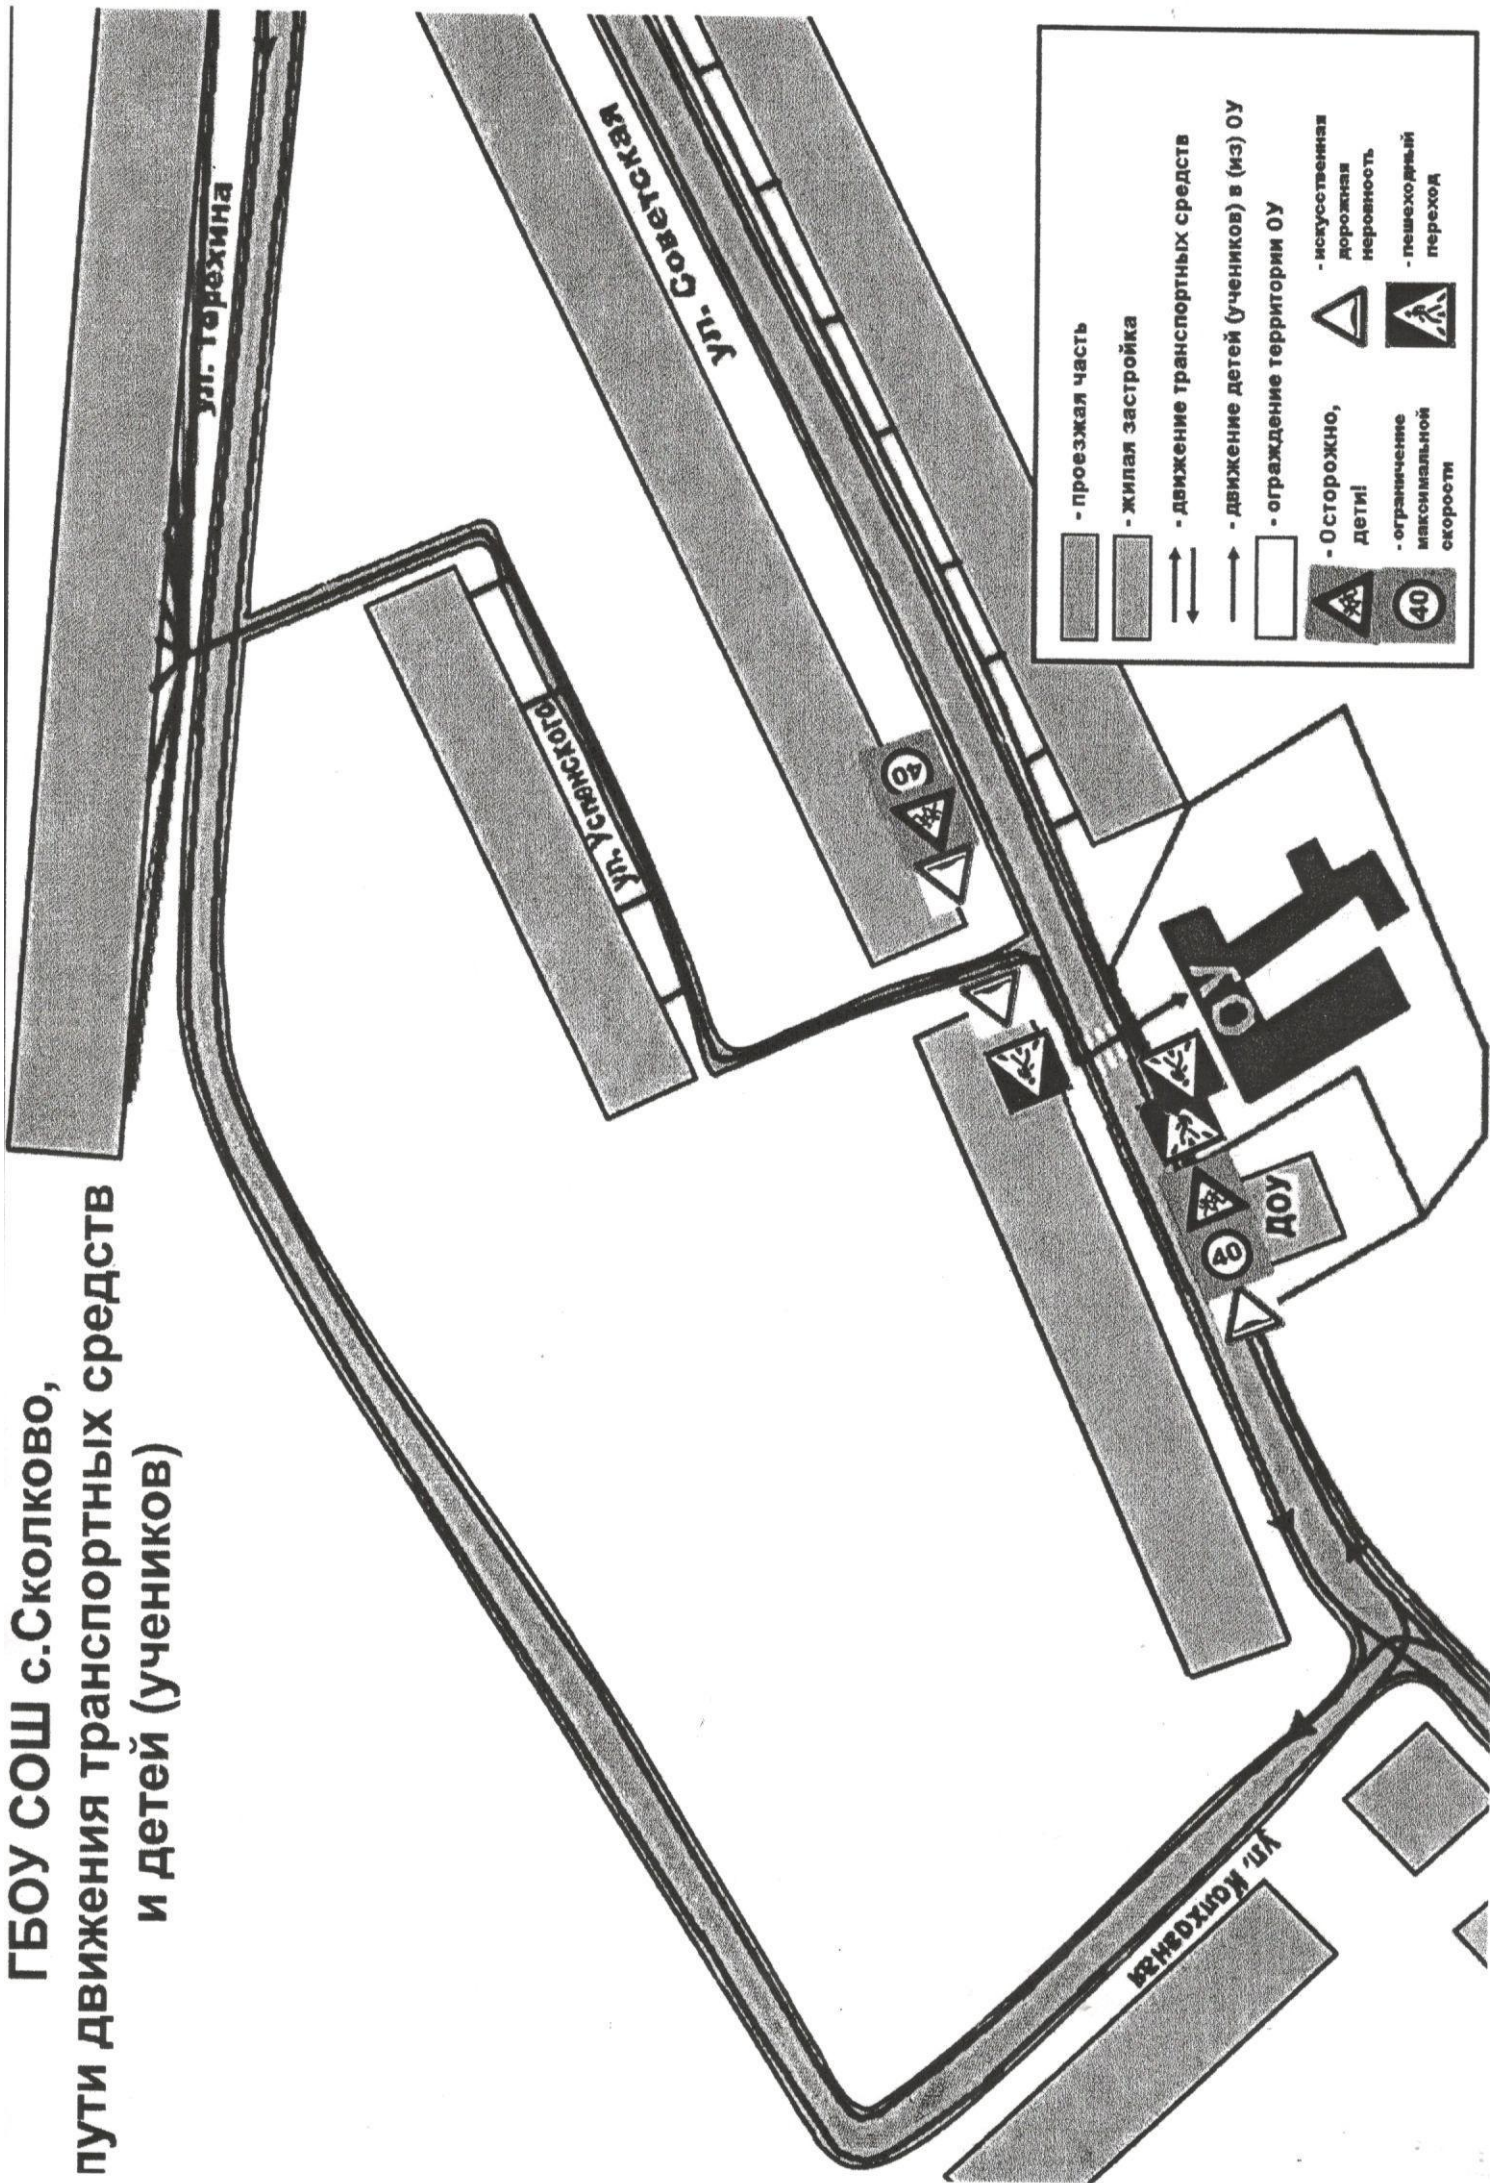 ГБОУ СОШ с.Сколково,
пути движения транспортных средств
и детей (учеников)
ул. Терехина
ул. Советская
ул. Успенского
ул. Колхозная
40
ОУ
ДОУ
40
- проезжая часть
- жилая застройка
- движение транспортных средств
- движение детей (учеников) в (из) ОУ
- ограждение территории ОУ
- Осторожно,
дети!
- искусственная
дорожная
неровность
40
- ограничение
максимальной
скорости
- пешеходный
переход